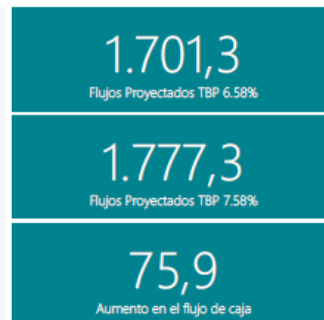 1.701,3
Flujos Proyectados TBP 6.58%
1.777,3
Flujos Proyectados TBP 7.58%
75,9
Aumento en el flujo de caja